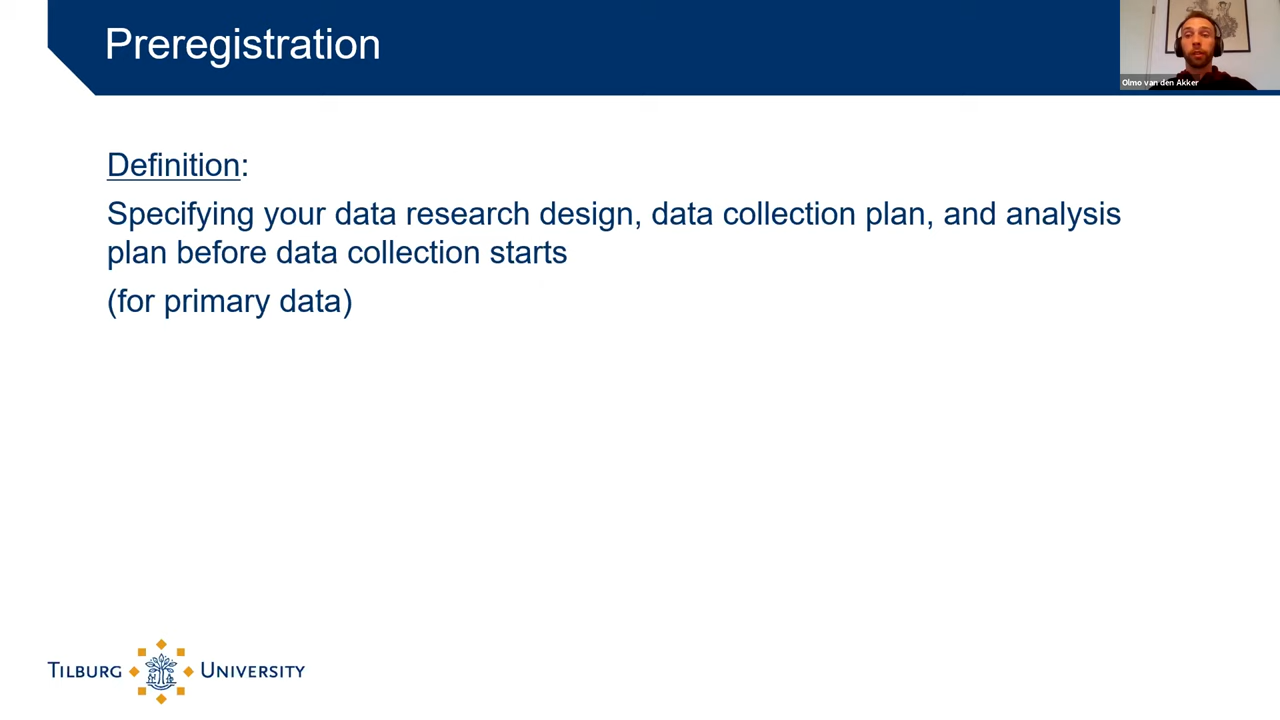 Preregistration
Olmo van den Akker
Definition:
Specifying your data research design, data collection plan, and analysis
plan before data collection starts
(for primary data)
TILBURG UNIVERSITY